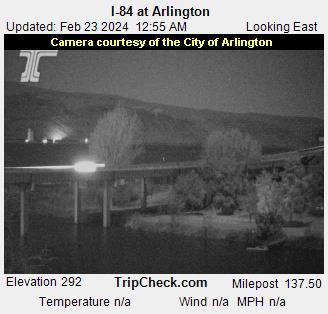 I-84 at Arlington
Updated: Feb 23 2024 12:55 AM Looking East
Camera courtesy of the City of Arlington
Elevation 292 TripCheck.com Milepost 137.50
Temperature n/a Wind n/a MPH n/a